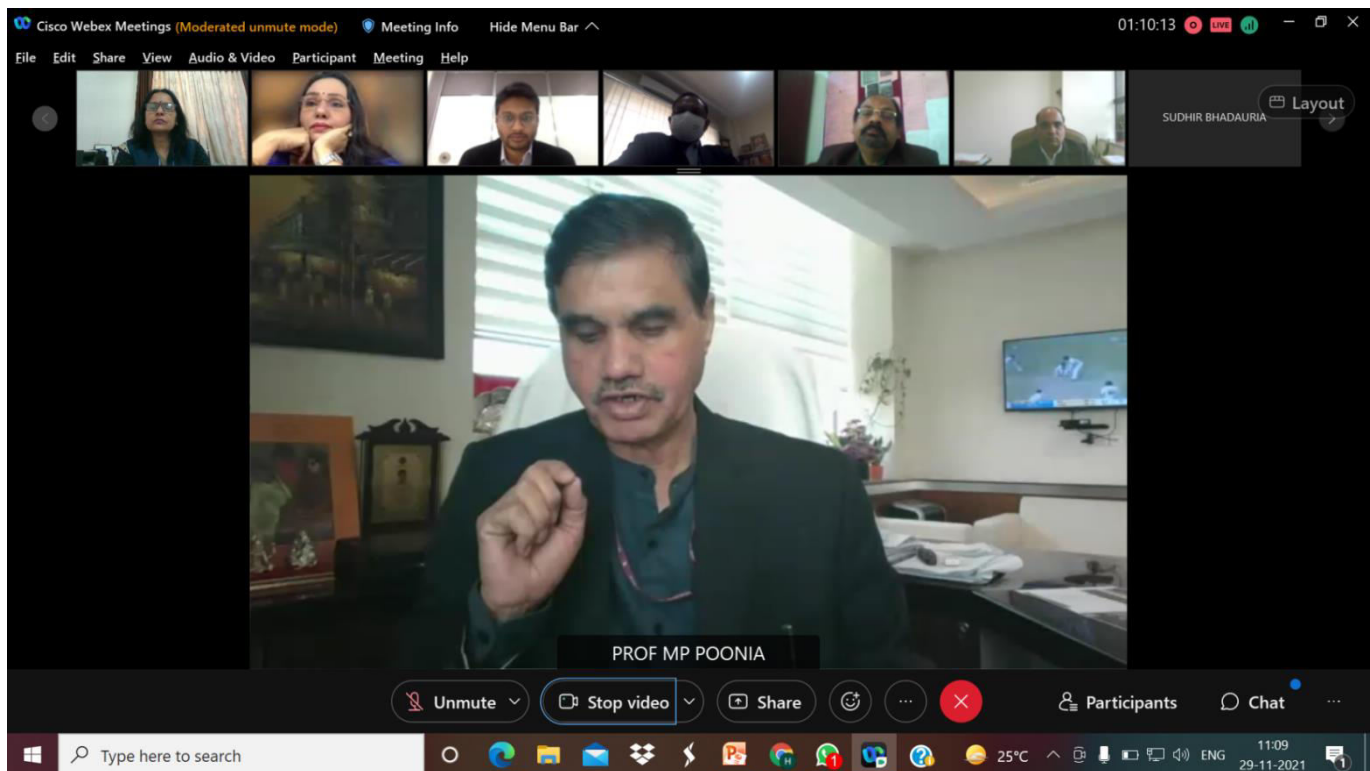 Cisco Webex Meetings (Moderated unmute mode) Meeting Info Hide Menu Bar 01:10:13 LIVE
File Edit Share View Audio & Video Participant Meeting Help
Layout
SUDHIR BHADAURIA
PROF MP POONIA
Unmute Stop video Share Participants Chat
Type here to search 1 25°C ENG 11:09
29-11-2021 1